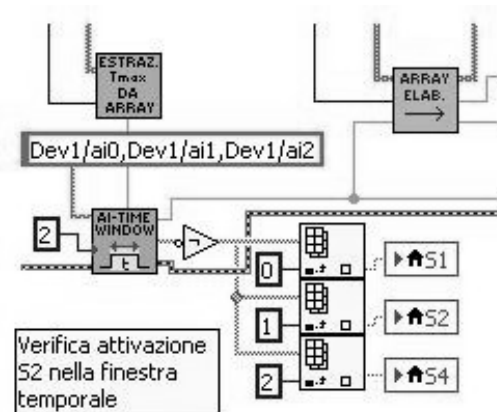 ESTRAZ.
Tmax
DA
ARRAY
ARRAY
ELAB.
Dev1/ai0,Dev1/ai1,Dev1/ai2
AI-TIME
WINDOW
t
2
0
S1
1
S2
2
S4
Verifica attivazione
S2 nella finestra
temporale